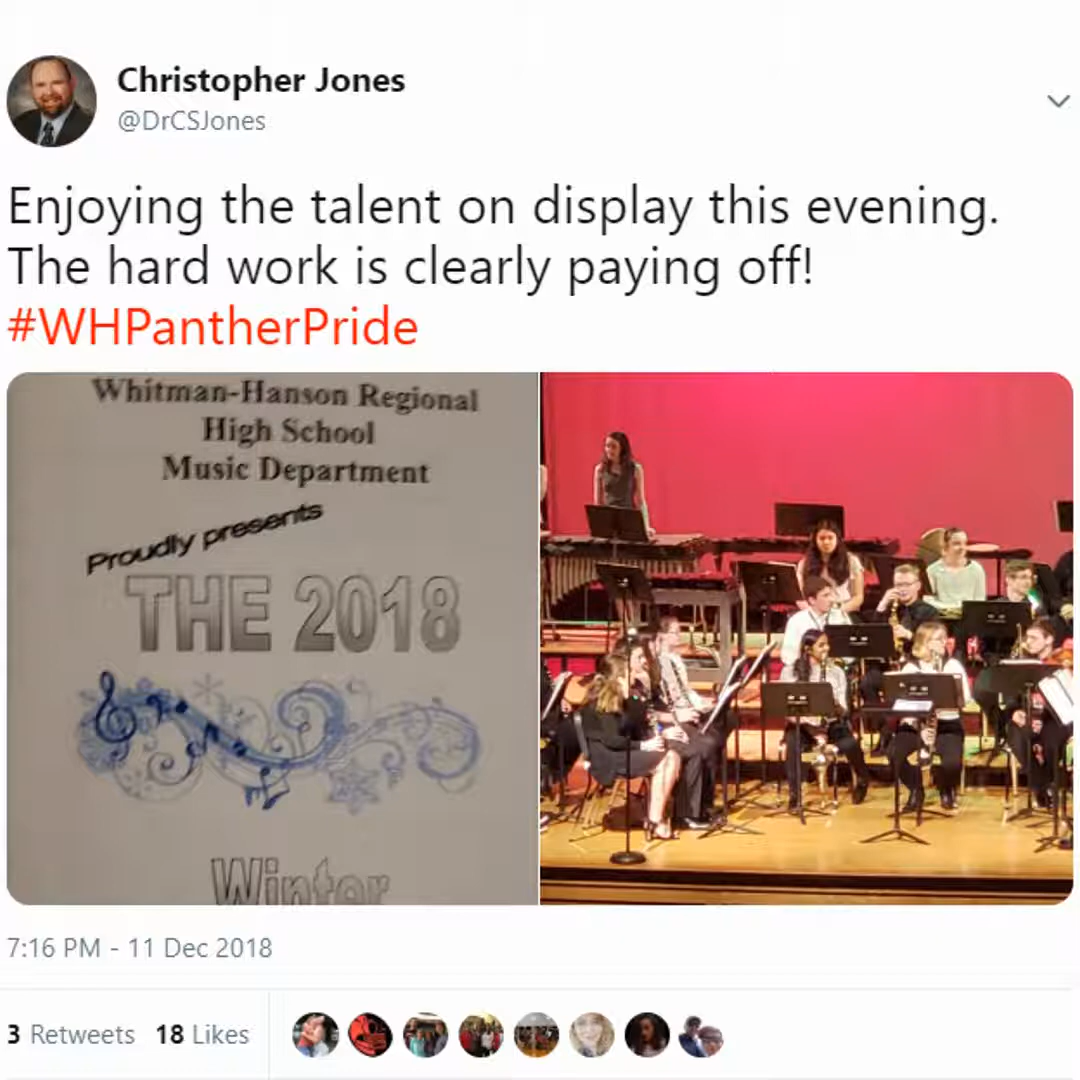 Christopher Jones
@DrCSJones
Enjoying the talent on display this evening.
The hard work is clearly paying off!
#WHPantherPride
Whitman-Hanson Regional
High School
Music Department
Proudly presents
THE 2018
Winter
7:16 PM - 11 Dec 2018
3 Retweets 18 Likes